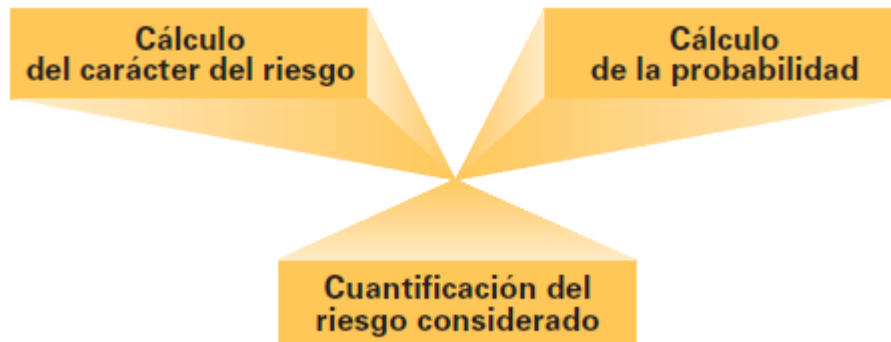 Cálculo
del carácter del riesgo
Cálculo
de la probabilidad
Cuantificación del
riesgo considerado